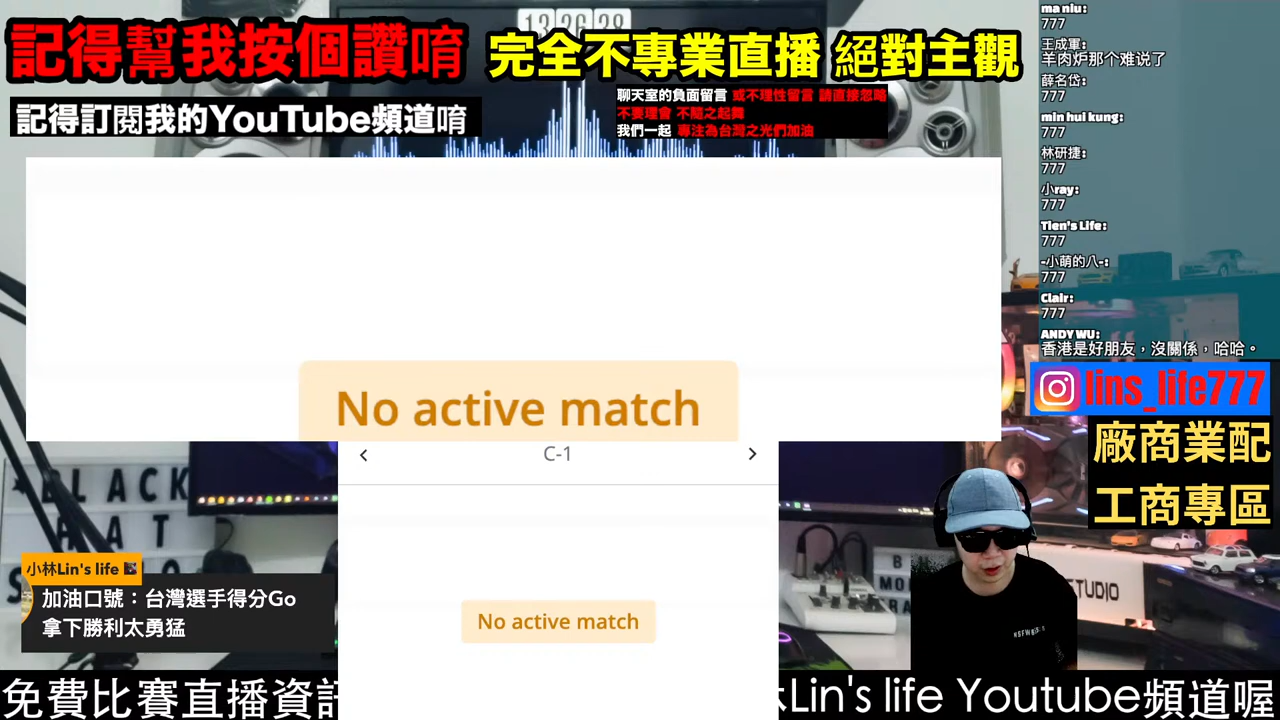 13 26 28
記得幫我按個讚唷
完全不專業直播 絕對主觀
記得訂閱我的YouTube頻道唷
聊天室的負面留言 或不理性留言 請直接忽略
不要理會 不隨之起舞
我們一起 專注為台灣之光們加油
ma niu:
777
王成軍:
羊肉炉那个难说了
薛名岱:
777
min hui kung:
777
林研捷:
777
小ray:
777
Tien's Life:
777
-小萌的八-:
777
Clair:
777
ANDY WU:
香港是好朋友，沒關係，哈哈。
lins_life777
廠商業配
工商專區
No active match
C-1
No active match
BLACK
RAT
STUDIO
小林Lin's life
加油口號：台灣選手得分Go
拿下勝利太勇猛
免費比賽直播資訊
Lin's life Youtube頻道喔